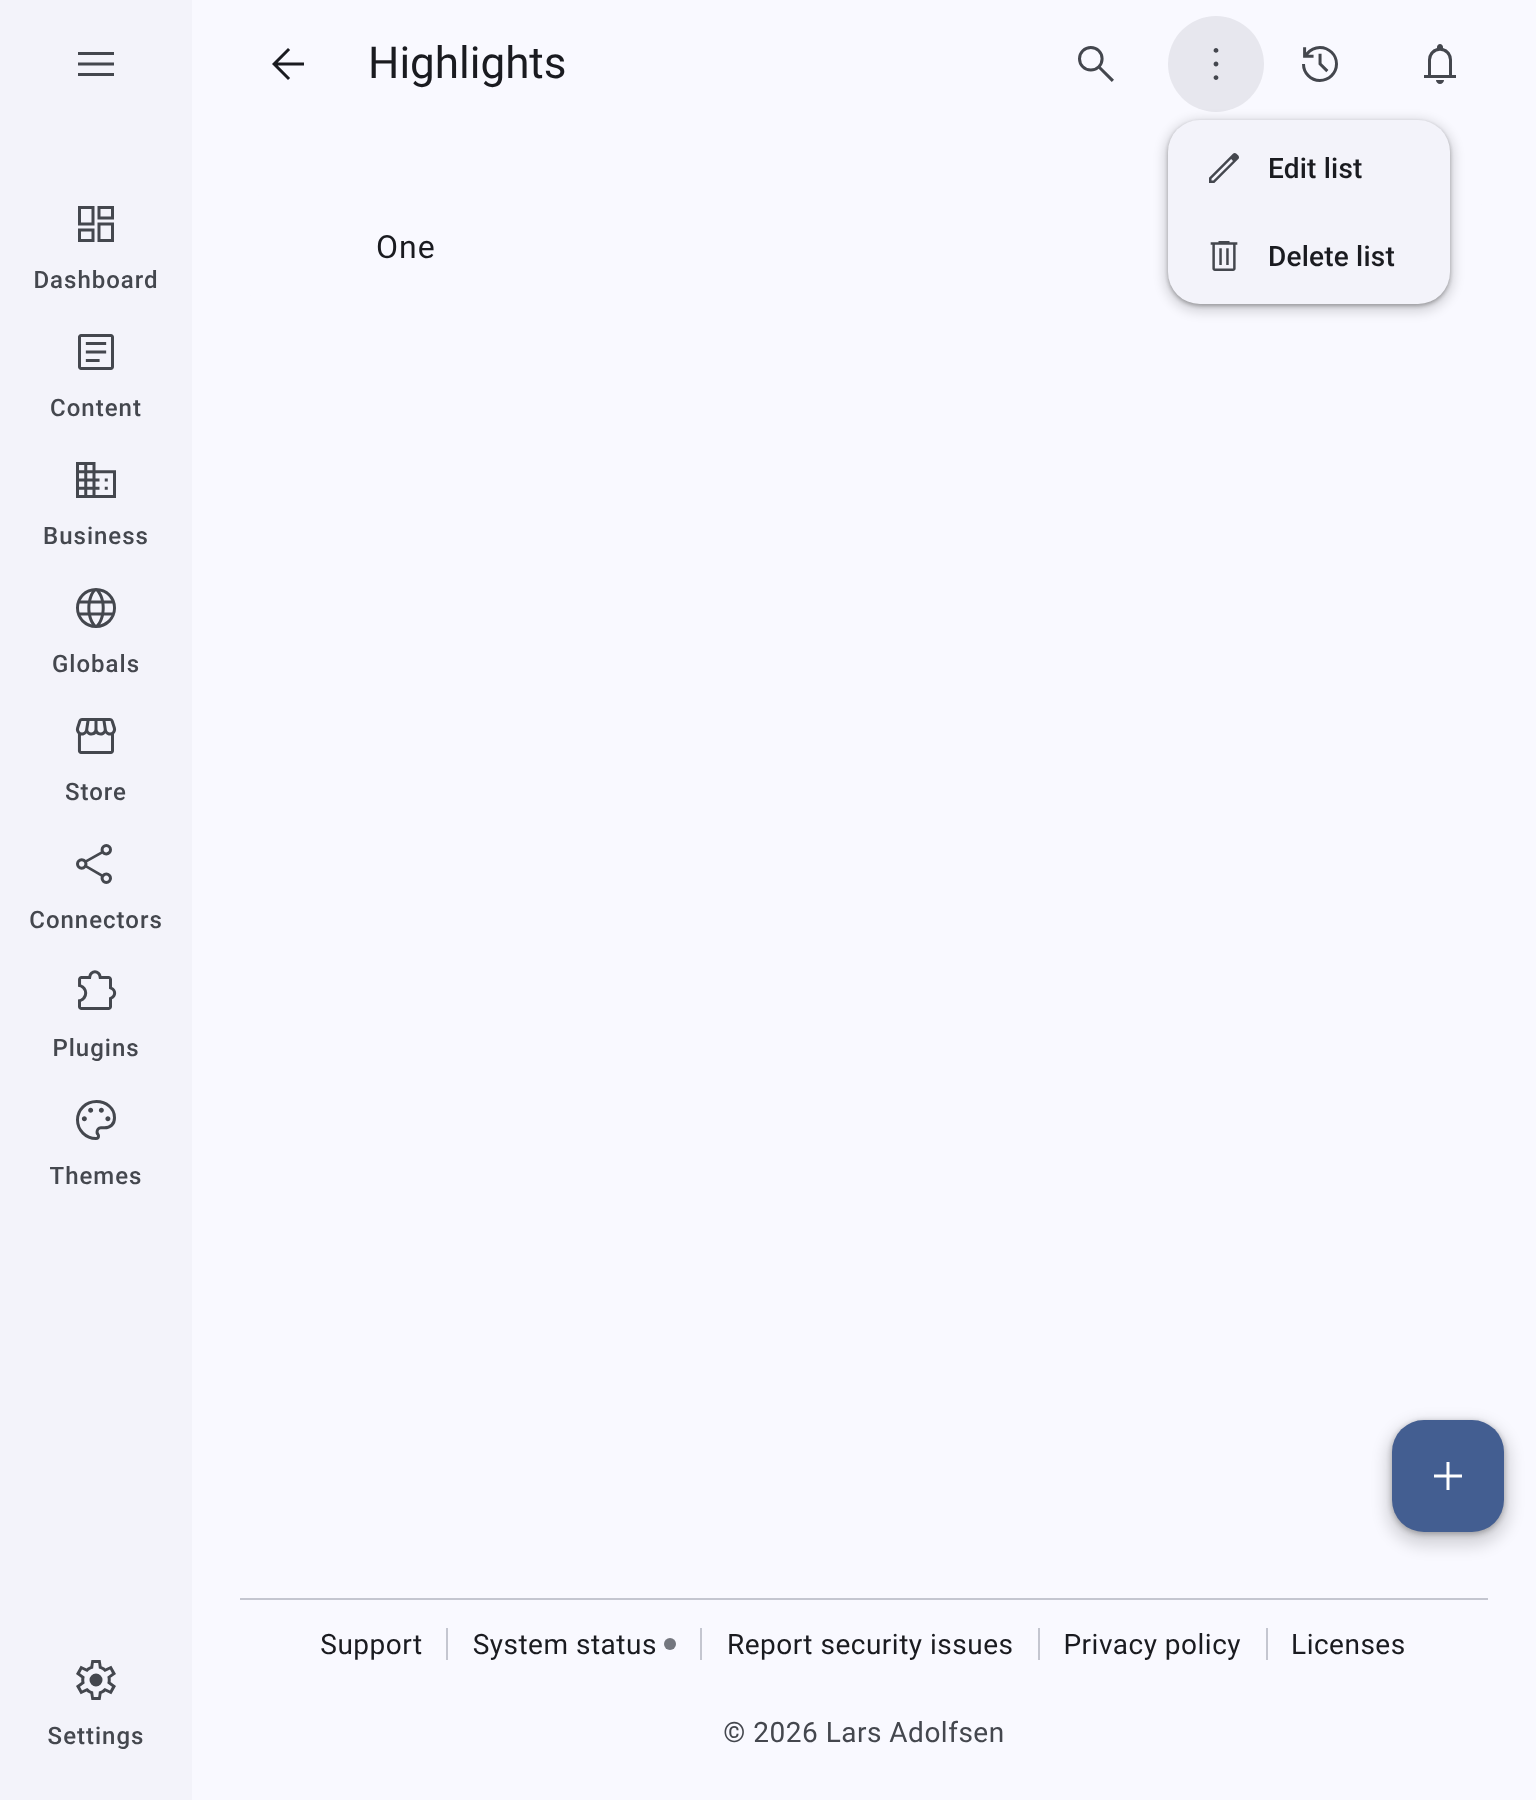 Highlights
Edit list
Delete list
One
Dashboard
Content
Business
Globals
Store
Connectors
Plugins
Themes
Settings
Support
System status
Report security issues
Privacy policy
Licenses
© 2026 Lars Adolfsen